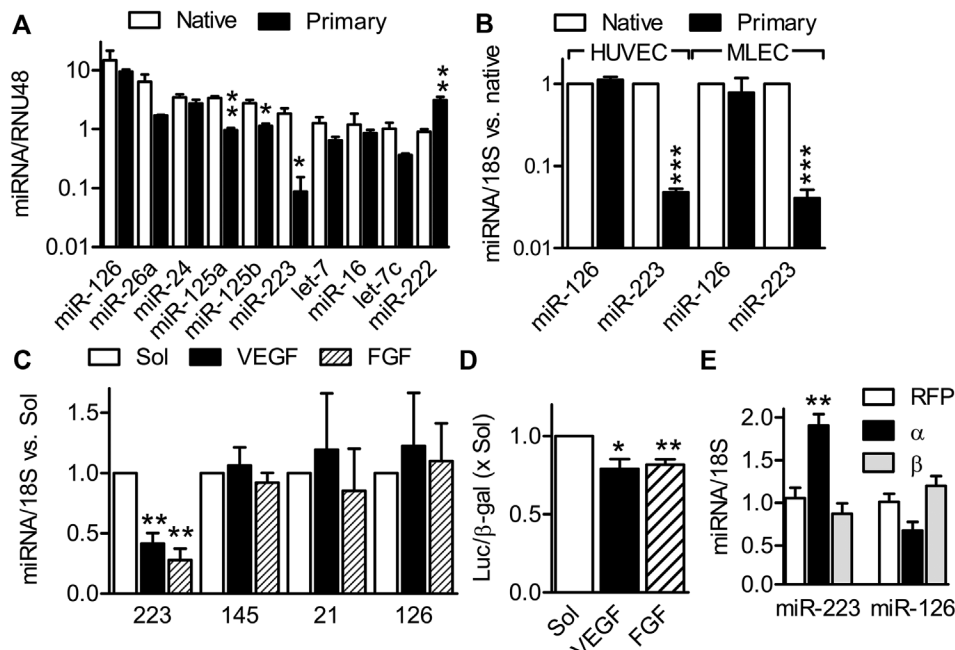 A
Native
Primary
miRNA/RNU48
10
1
0.1
0.01
**
*
*
**
miR-126
miR-26a
miR-24
miR-125a
miR-125b
miR-223
let-7
miR-16
let-7c
miR-222
B
Native
Primary
HUVEC
MLEC
miRNA/18S vs. native
1
0.1
0.01
***
***
miR-126
miR-223
miR-126
miR-223
C
Sol
VEGF
FGF
miRNA/18S vs. Sol
1.5
1.0
0.5
0.0
**
**
223
145
21
126
D
Luc/β-gal (x Sol)
1.0
0.5
0.0
*
**
Sol
VEGF
FGF
E
RFP
α
β
miRNA/18S
2.0
1.5
1.0
0.5
0.0
**
miR-223
miR-126